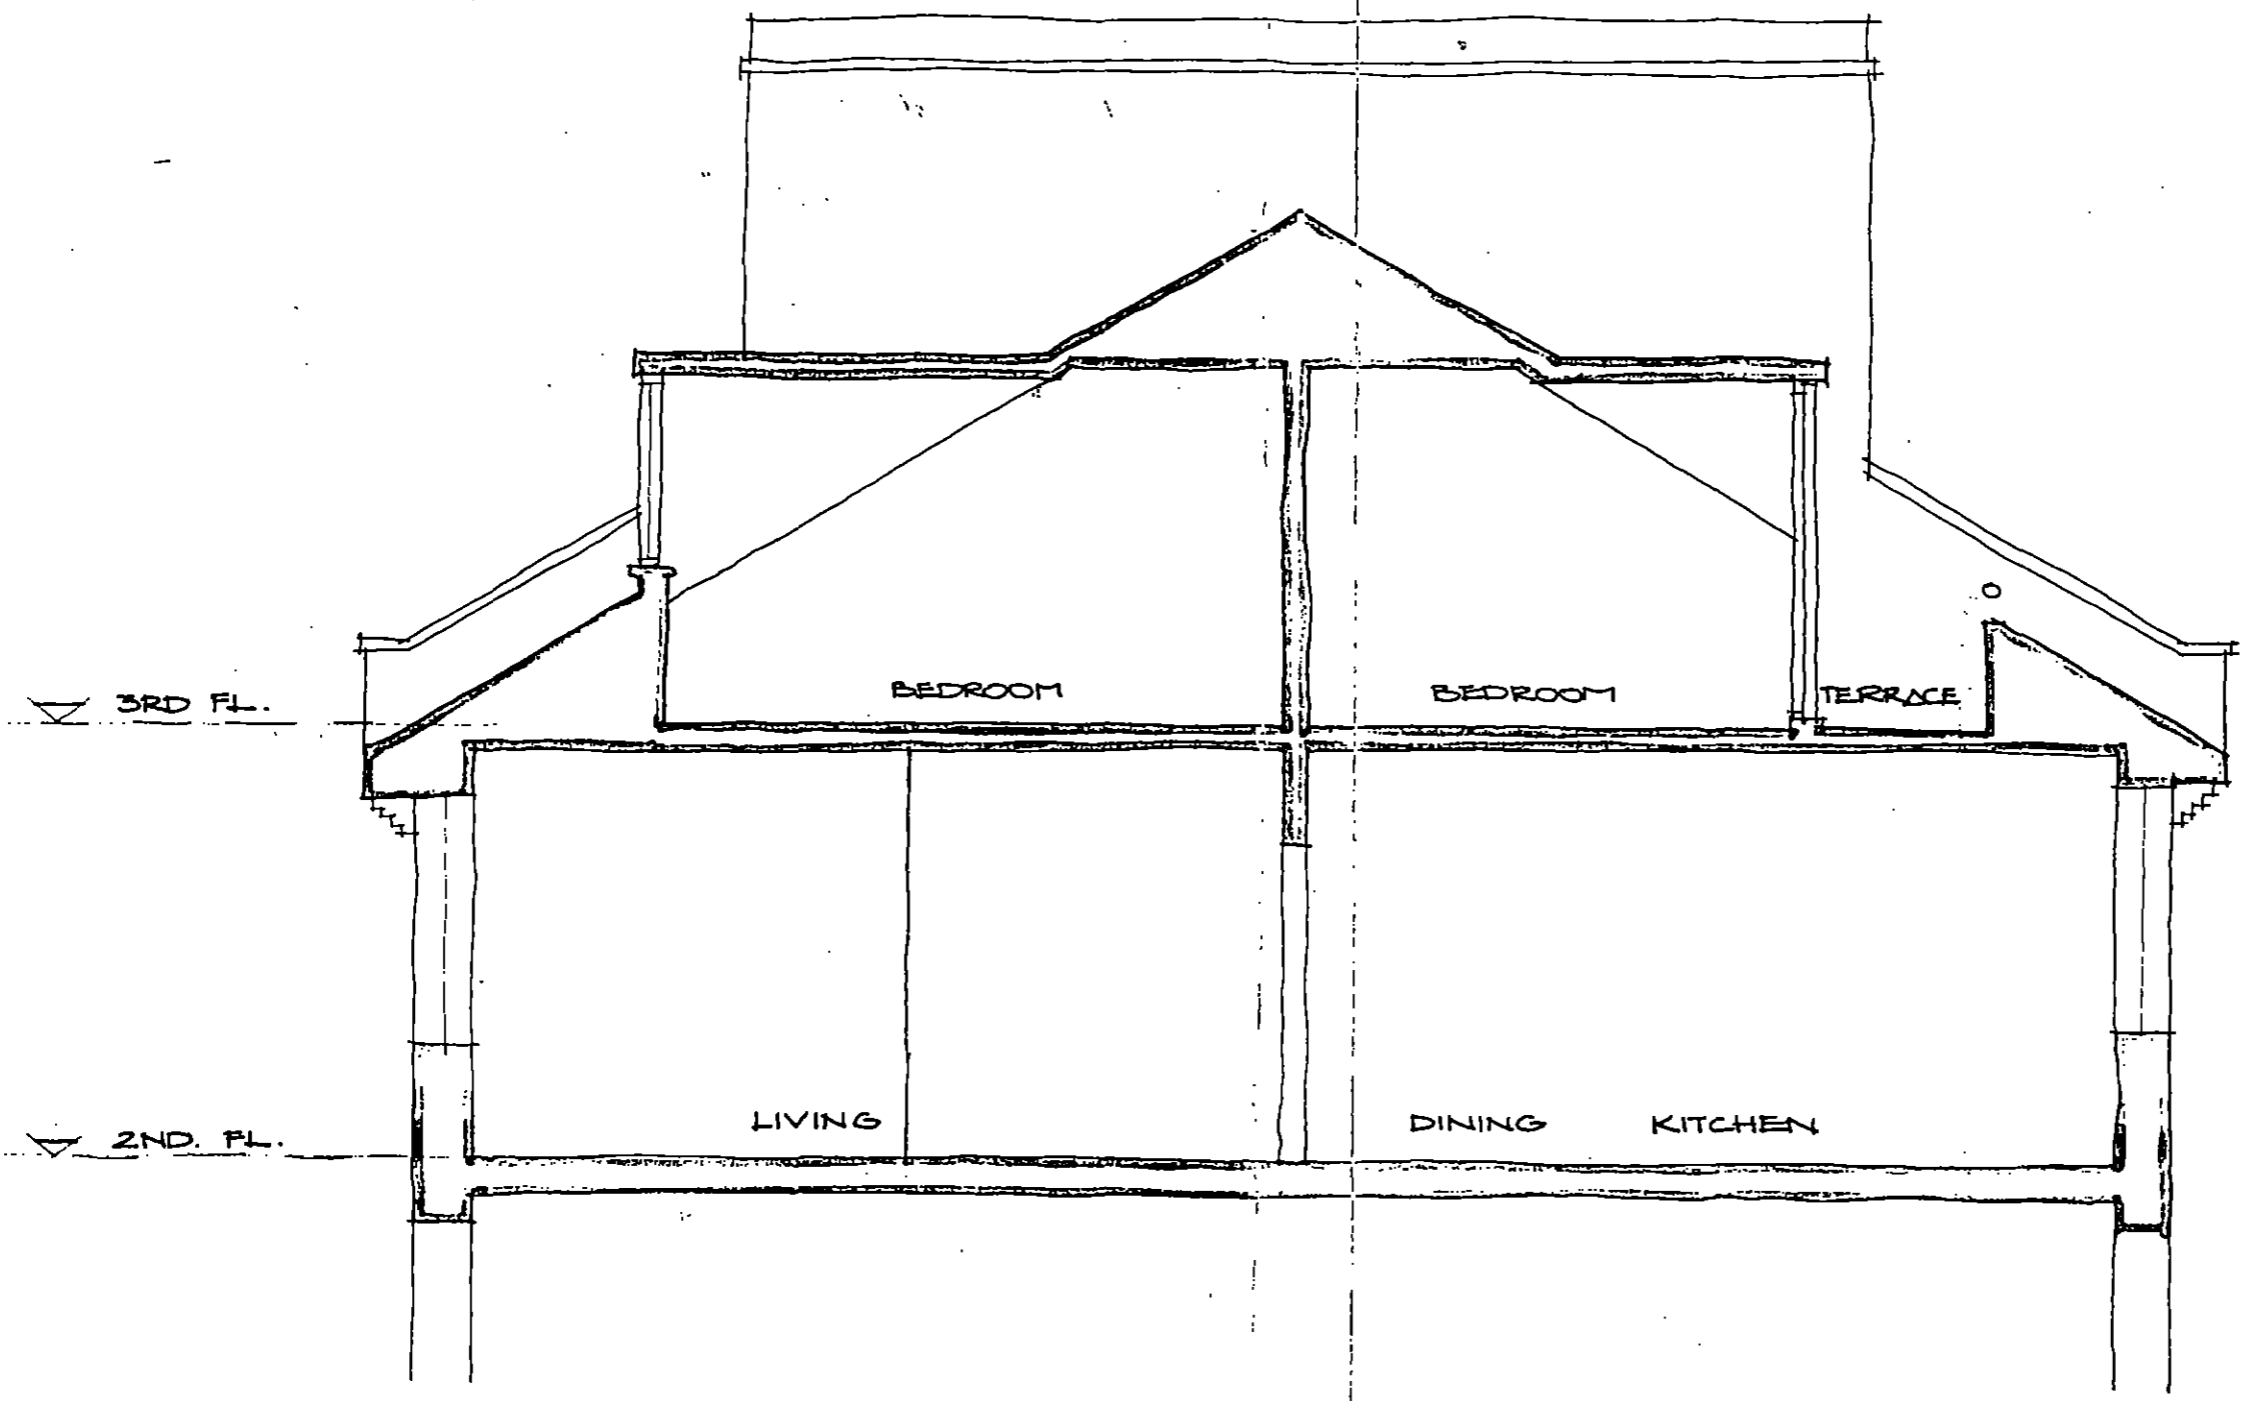 BEDROOM
BEDROOM
TERRACE
3RD FL.
LIVING
DINING
KITCHEN
2ND. FL.